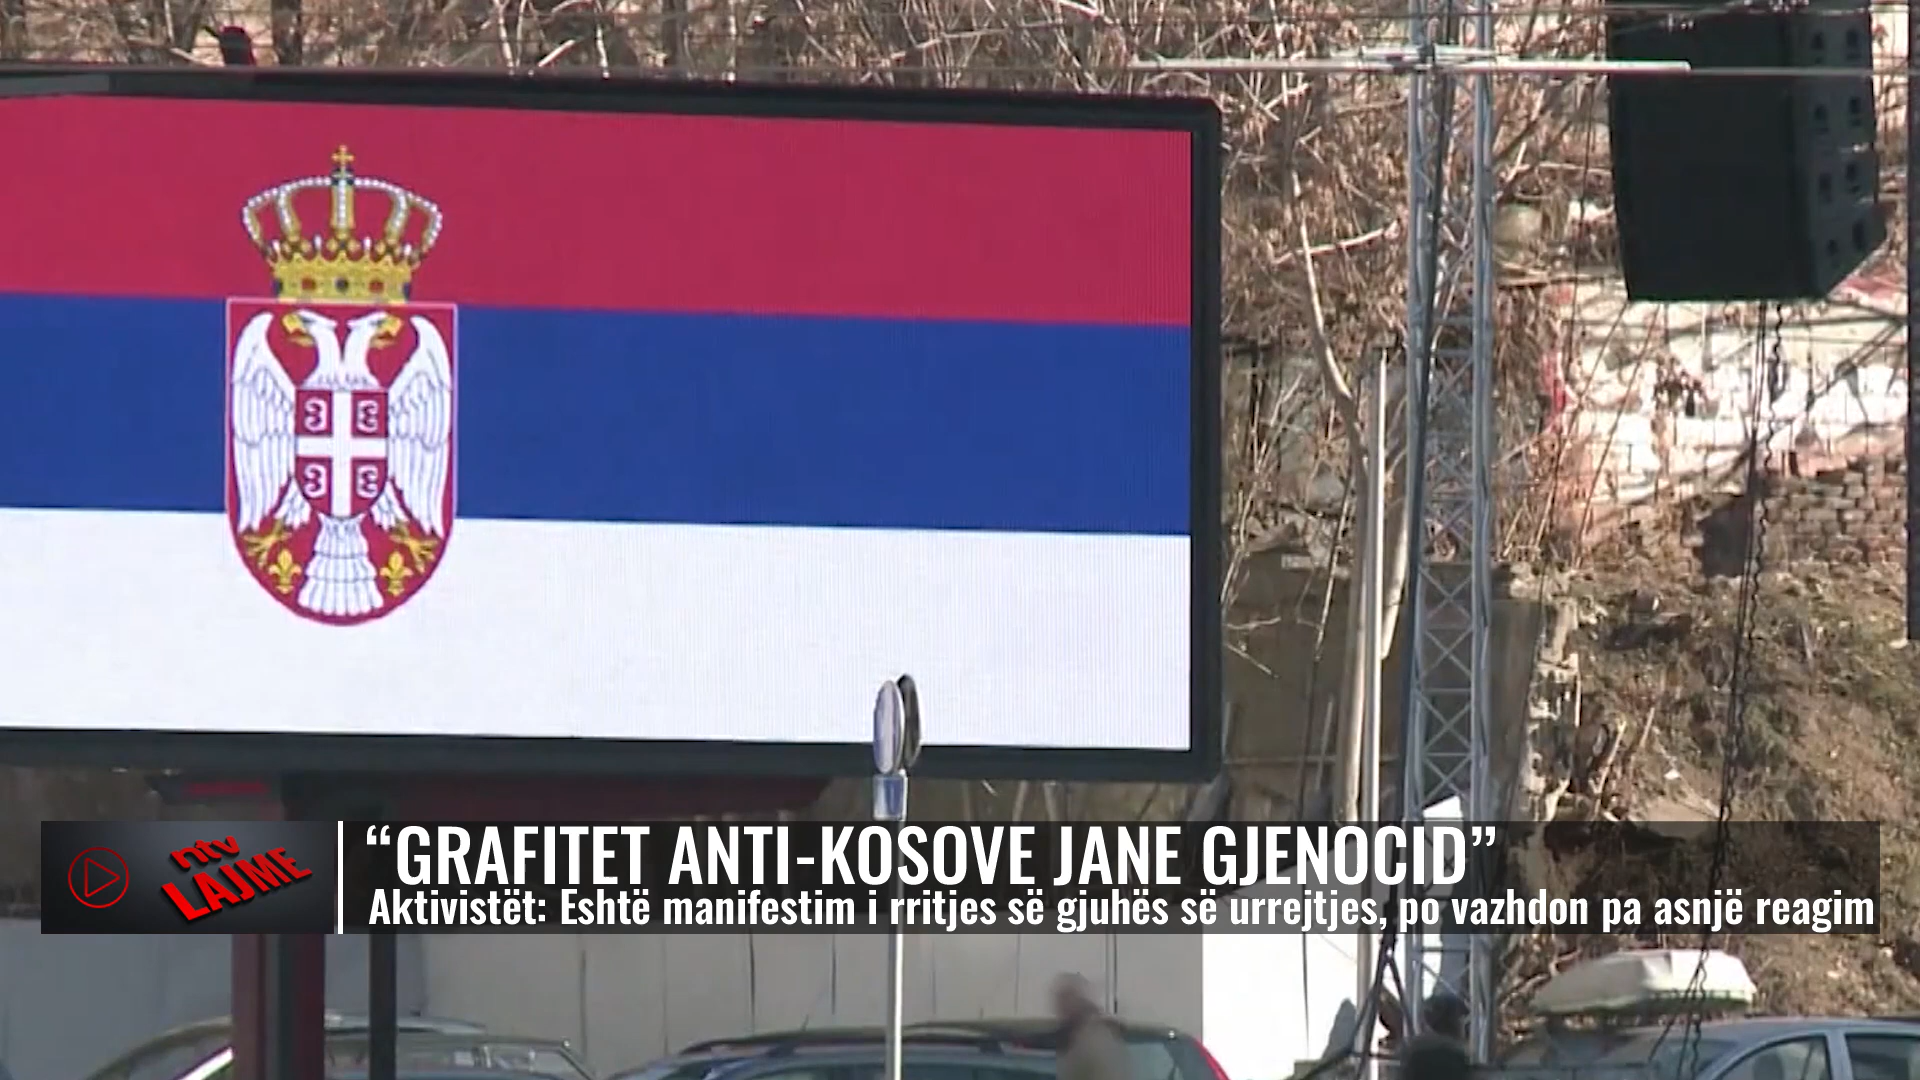 ntv
LAJME
“GRAFITET ANTI-KOSOVE JANE GJENOCID”
Aktivistët: Eshtë manifestim i rritjes së gjuhës së urrejtjes, po vazhdon pa asnjë reagim